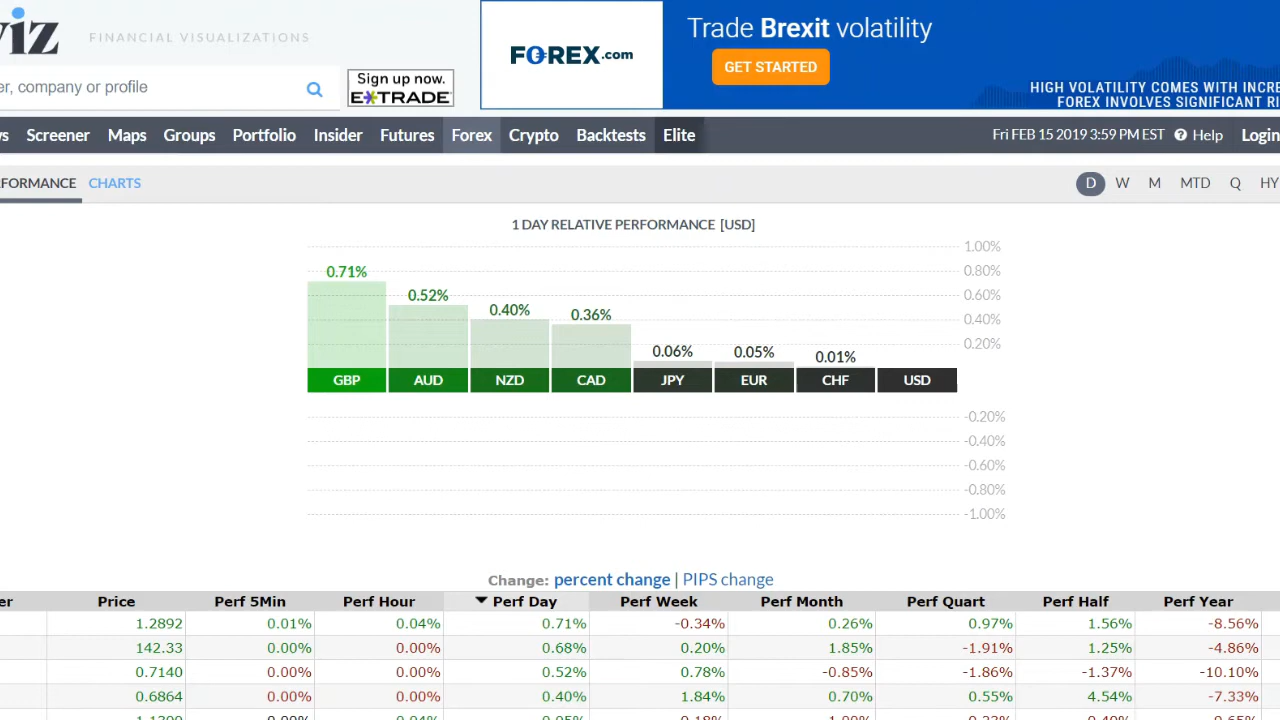 viz FINANCIAL VISUALIZATIONS
er, company or profile
Sign up now.
E*TRADE
FOREX.com
Trade Brexit volatility
GET STARTED
HIGH VOLATILITY COMES WITH INCRE
FOREX INVOLVES SIGNIFICANT RI
s Screener Maps Groups Portfolio Insider Futures Forex Crypto Backtests Elite Fri FEB 15 2019 3:59 PM EST ? Help Login
RFORMANCE CHARTS D W M MTD Q HY
1 DAY RELATIVE PERFORMANCE [USD]
1.00%
0.80%
0.60%
0.40%
0.20%
0.71% 0.52% 0.40% 0.36% 0.06% 0.05% 0.01%
GBP AUD NZD CAD JPY EUR CHF USD
-0.20%
-0.40%
-0.60%
-0.80%
-1.00%
Change: percent change | PIPS change
er Price Perf 5Min Perf Hour Perf Day Perf Week Perf Month Perf Quart Perf Half Perf Year
1.2892 0.01% 0.04% 0.71% -0.34% 0.26% 0.97% 1.56% -8.56%
142.33 0.00% 0.00% 0.68% 0.20% 1.85% -1.91% 1.25% -4.86%
0.7140 0.00% 0.00% 0.52% 0.78% -0.85% -1.86% -1.37% -10.10%
0.6864 0.00% 0.00% 0.40% 1.84% 0.70% 0.55% 4.54% -7.33%